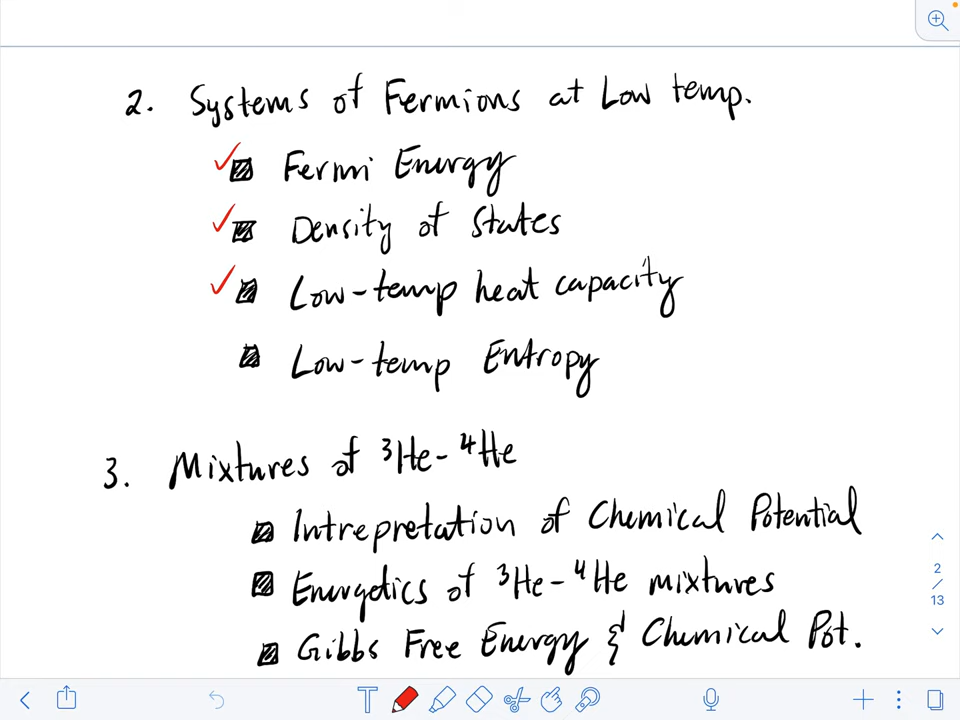 2. Systems of Fermions at Low temp.
Fermi Energy
Density of States
Low-temp heat capacity
Low-temp Entropy
3. Mixtures of ³He-⁴He
Intrepretation of Chemical Potential
Energetics of ³He-⁴He mixtures
Gibbs Free Energy & Chemical Pot.
2
/
13
T